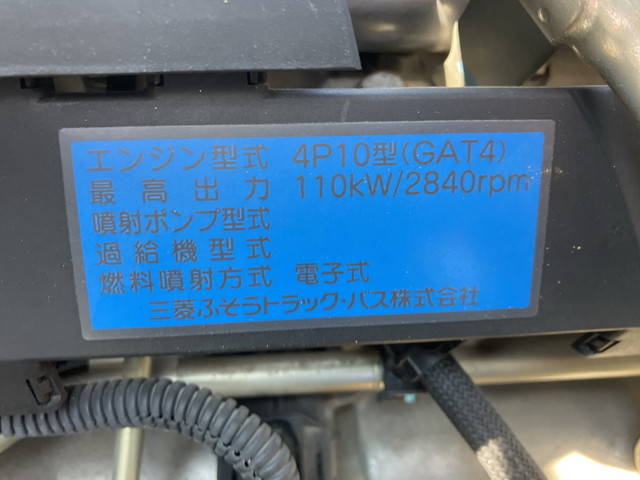 エンジン型式 4P10型(GAT4)
最高出力 110kW/2840rpm
噴射ポンプ型式
過給機型式
燃料噴射方式 電子式
三菱ふそうトラック・バス株式会社